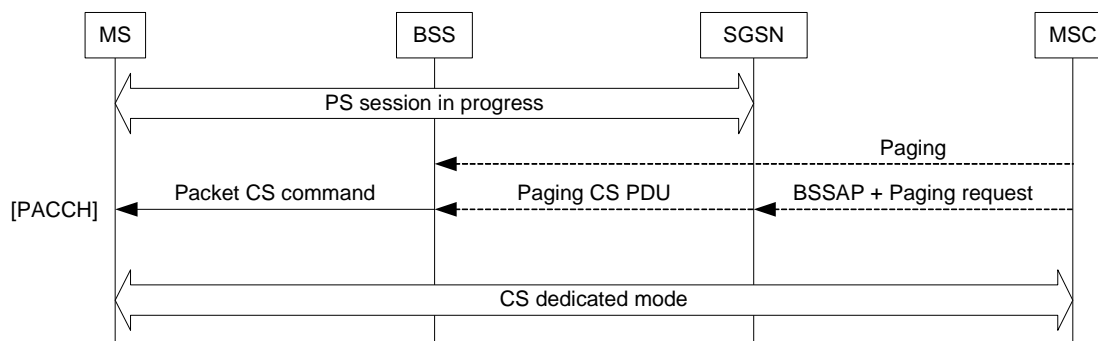 MS
BSS
SGSN
MSC
PS session in progress
Paging
[PACCH]
Packet CS command
Paging CS PDU
BSSAP + Paging request
CS dedicated mode